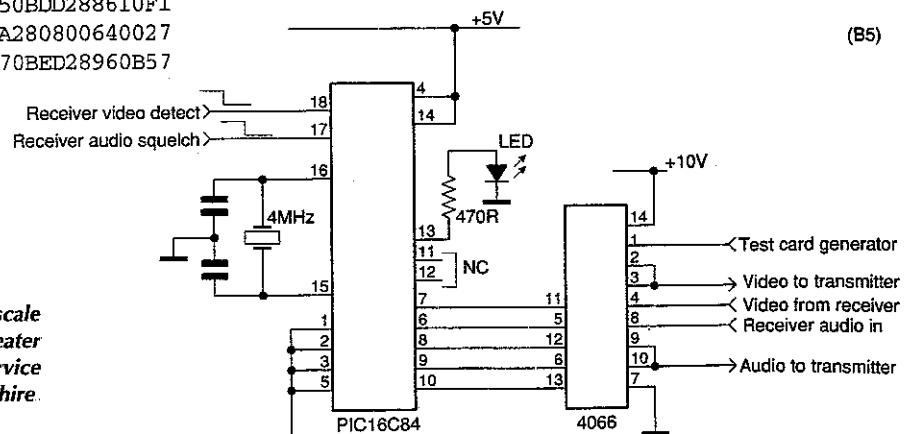 50BDD288610F1
A280800640027
70BED28960B57
+5V
(B5)
Receiver video detect
Receiver audio squelch
18
17
16
15
1
2
3
5
4
14
13
11
12
7
6
8
9
10
4MHz
LED
470R
NC
PIC16C84
+10V
11
5
12
6
13
14
1
2
3
4
8
9
10
7
4066
Test card generator
Video to transmitter
Video from receiver
Receiver audio in
Audio to transmitter
scale
eater
rvice
hire